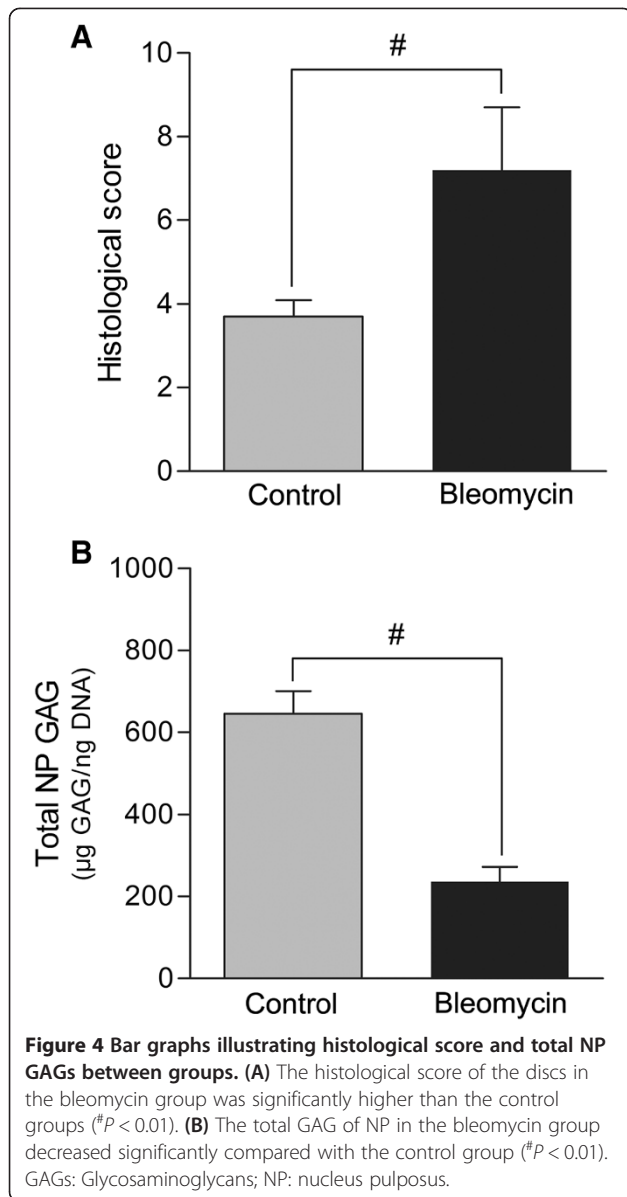 A
10
8
6
4
2
0
Histological score
#
Control Bleomycin
B
1000
800
600
400
200
0
Total NP GAG
(µg GAG/ng DNA)
#
Control Bleomycin
Figure 4 Bar graphs illustrating histological score and total NP
GAGs between groups. (A) The histological score of the discs in
the bleomycin group was significantly higher than the control
groups (#P < 0.01). (B) The total GAG of NP in the bleomycin group
decreased significantly compared with the control group (#P < 0.01).
GAGs: Glycosaminoglycans; NP: nucleus pulposus.